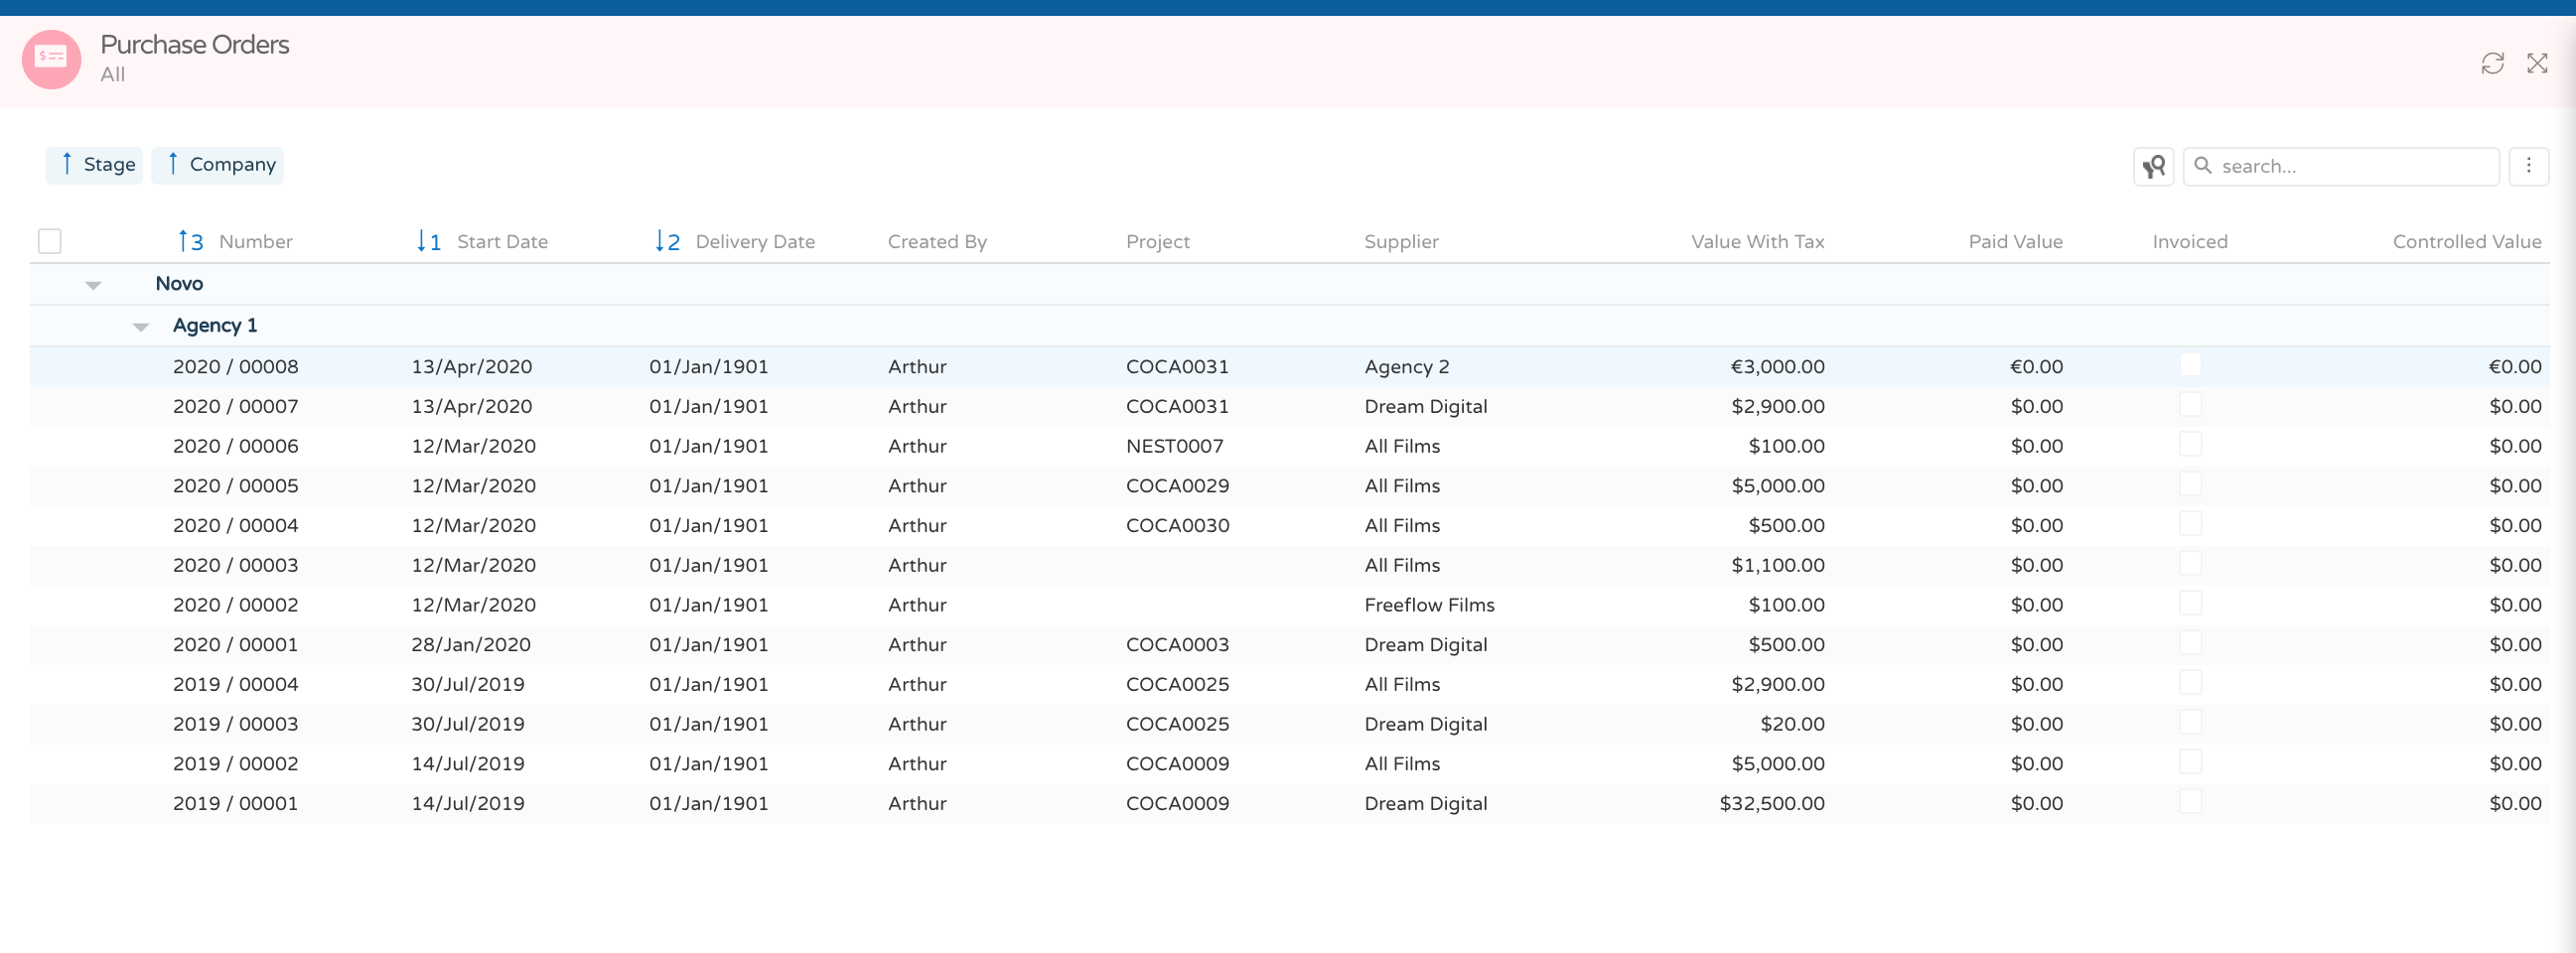 Purchase Orders
All
Stage Company search...
3 Number 1 Start Date 2 Delivery Date Created By Project Supplier Value With Tax Paid Value Invoiced Controlled Value
Novo
Agency 1
2020 / 00008 13/Apr/2020 01/Jan/1901 Arthur COCA0031 Agency 2 €3,000.00 €0.00 €0.00
2020 / 00007 13/Apr/2020 01/Jan/1901 Arthur COCA0031 Dream Digital $2,900.00 $0.00 $0.00
2020 / 00006 12/Mar/2020 01/Jan/1901 Arthur NEST0007 All Films $100.00 $0.00 $0.00
2020 / 00005 12/Mar/2020 01/Jan/1901 Arthur COCA0029 All Films $5,000.00 $0.00 $0.00
2020 / 00004 12/Mar/2020 01/Jan/1901 Arthur COCA0030 All Films $500.00 $0.00 $0.00
2020 / 00003 12/Mar/2020 01/Jan/1901 Arthur All Films $1,100.00 $0.00 $0.00
2020 / 00002 12/Mar/2020 01/Jan/1901 Arthur Freeflow Films $100.00 $0.00 $0.00
2020 / 00001 28/Jan/2020 01/Jan/1901 Arthur COCA0003 Dream Digital $500.00 $0.00 $0.00
2019 / 00004 30/Jul/2019 01/Jan/1901 Arthur COCA0025 All Films $2,900.00 $0.00 $0.00
2019 / 00003 30/Jul/2019 01/Jan/1901 Arthur COCA0025 Dream Digital $20.00 $0.00 $0.00
2019 / 00002 14/Jul/2019 01/Jan/1901 Arthur COCA0009 All Films $5,000.00 $0.00 $0.00
2019 / 00001 14/Jul/2019 01/Jan/1901 Arthur COCA0009 Dream Digital $32,500.00 $0.00 $0.00